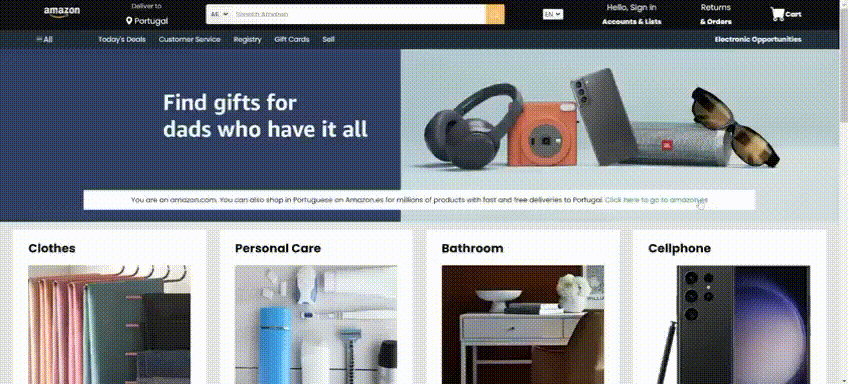 amazon
Deliver to
Portugal
All
Search Amazon
EN
Hello, Sign in
Accounts & Lists
Returns
& Orders
Cart
All
Today's Deals
Customer Service
Registry
Gift Cards
Sell
Electronic Opportunities
Find gifts for
dads who have it all
JBL
You are on amazon.com. You can also shop in Portuguese on Amazon.es for millions of products with fast and free deliveries to Portugal. Click here to go to amazon.es
Clothes
Personal Care
Bathroom
Cellphone